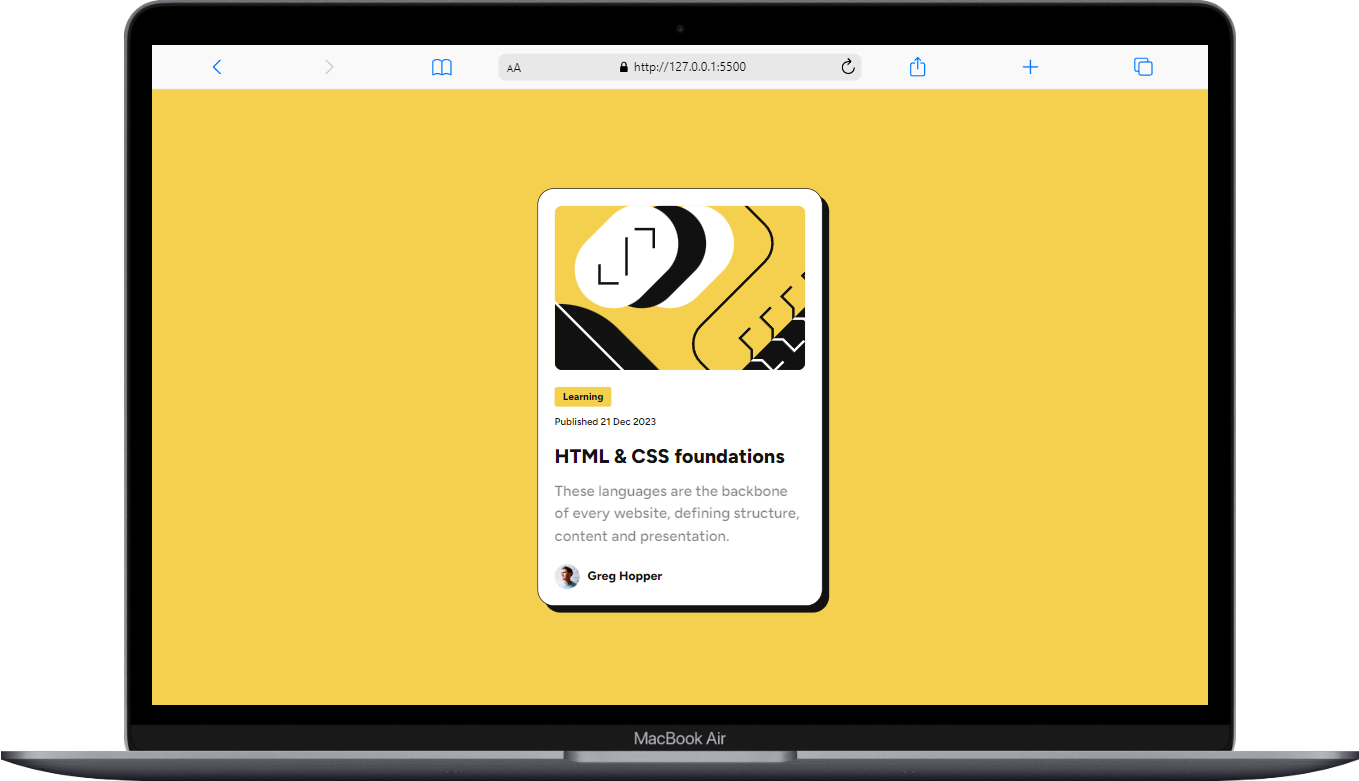 AA
http://127.0.0.1:5500
Learning
Published 21 Dec 2023
HTML & CSS foundations
These languages are the backbone
of every website, defining structure,
content and presentation.
Greg Hopper
MacBook Air